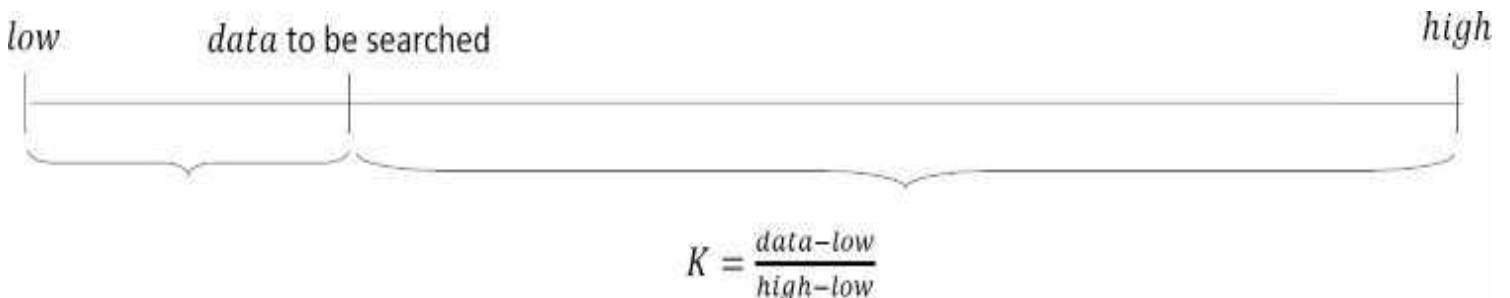 low data to be searched high
K = data−low
high−low